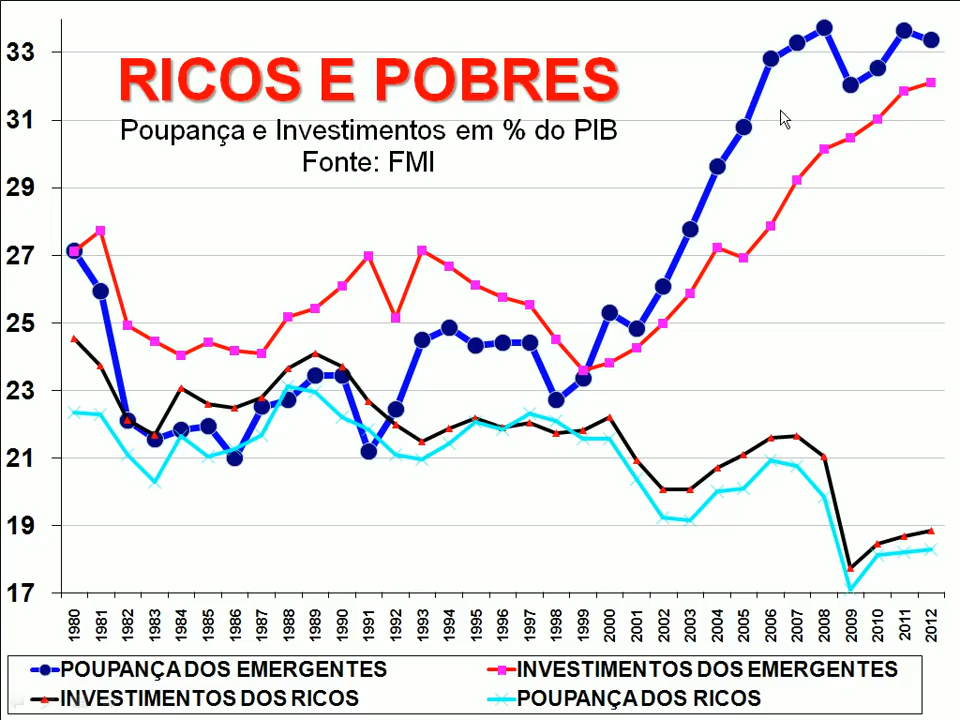 RICOS E POBRES
Poupança e Investimentos em % do PIB
Fonte: FMI
33
31
29
27
25
23
21
19
17
1980 1981 1982 1983 1984 1985 1986 1987 1988 1989 1990 1991 1992 1993 1994 1995 1996 1997 1998 1999 2000 2001 2002 2003 2004 2005 2006 2007 2008 2009 2010 2011 2012
POUPANÇA DOS EMERGENTES INVESTIMENTOS DOS EMERGENTES
INVESTIMENTOS DOS RICOS POUPANÇA DOS RICOS